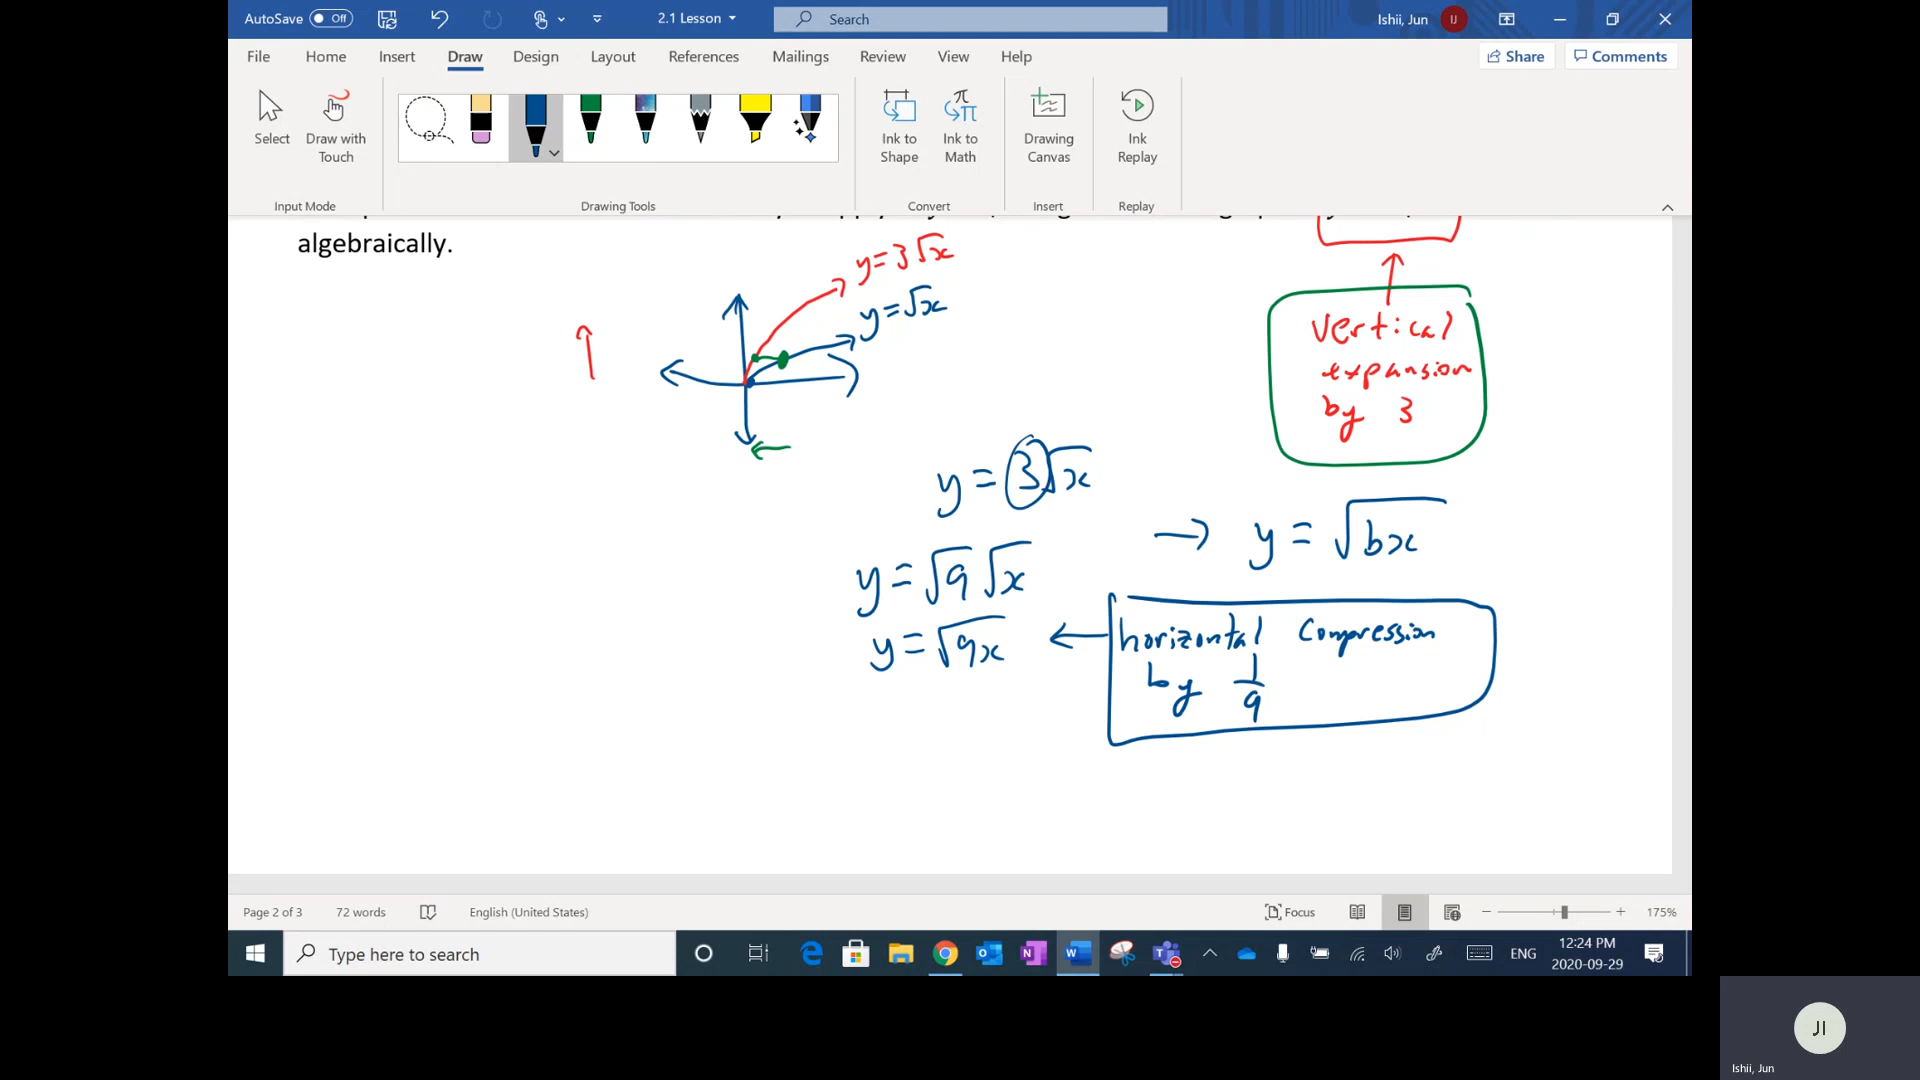 AutoSave Off 2.1 Lesson Search Ishii, Jun IJ
File Home Insert Draw Design Layout References Mailings Review View Help Share Comments
Select
Draw with
Touch
Ink to
Shape
Ink to
Math
Drawing
Canvas
Ink
Replay
Input Mode Drawing Tools Convert Insert Replay
algebraically.
y = 3√x
y = √x
vertical
expansion
by 3
y = 3√x
→ y = √bx
y = √9 √x
y = √9x
horizontal compression
by 1/9
Page 2 of 3 72 words English (United States) Focus 175%
Type here to search ENG 12:24 PM
2020-09-29
JI
Ishii, Jun